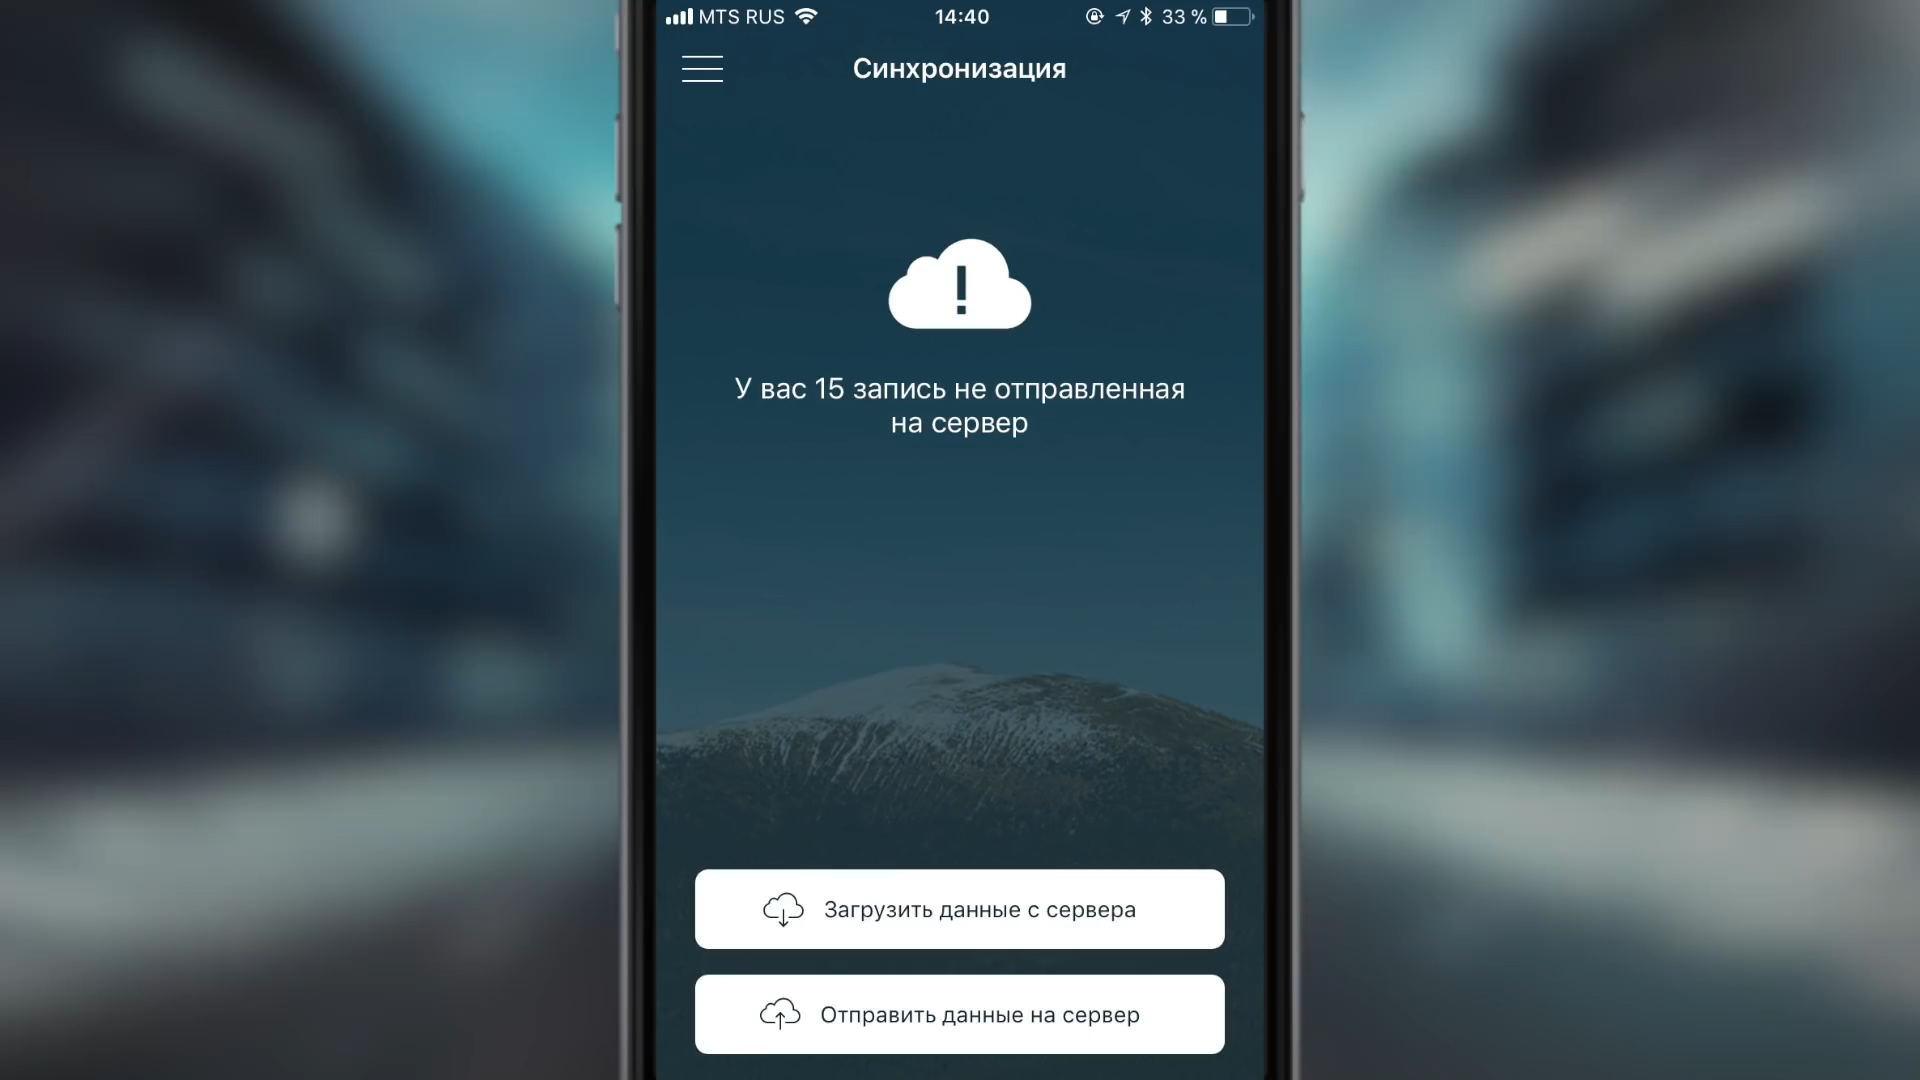 MTS RUS 14:40 33 %
Синхронизация
!
У вас 15 запись не отправленная
на сервер
Загрузить данные с сервера
Отправить данные на сервер